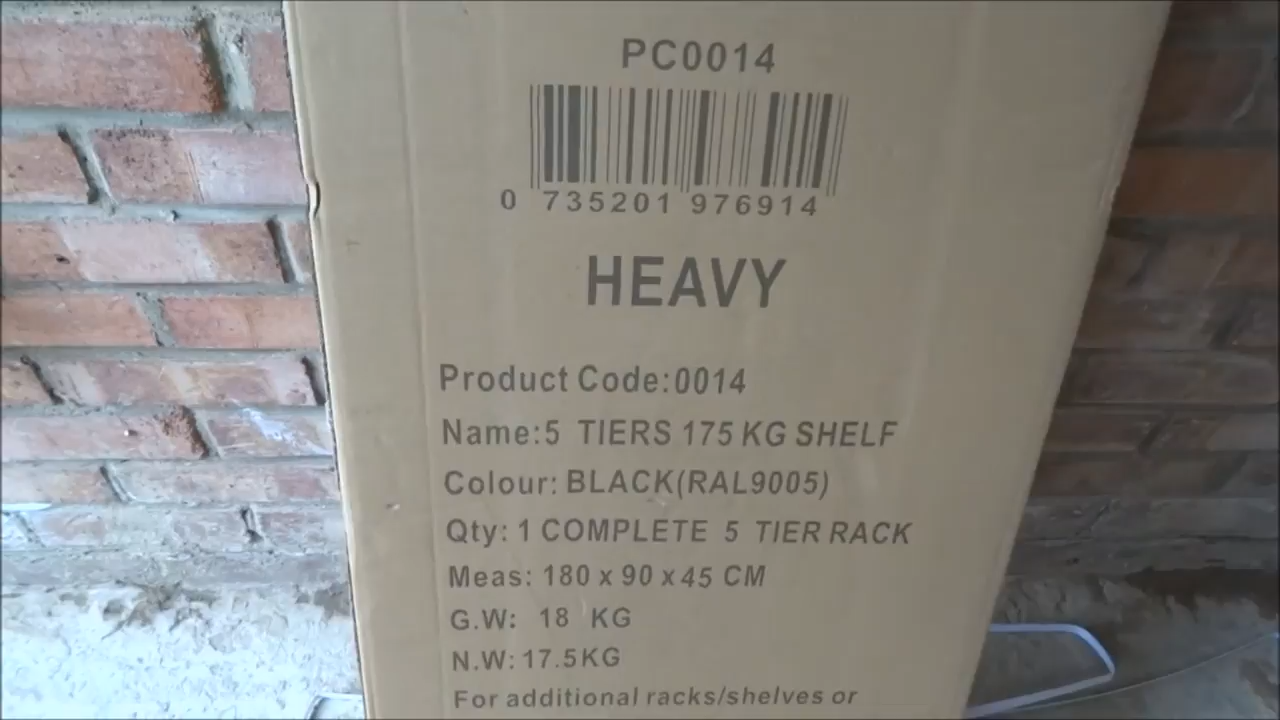 PC0014
0 735201 976914
HEAVY
Product Code:0014
Name:5 TIERS 175 KG SHELF
Colour: BLACK(RAL9005)
Qty: 1 COMPLETE 5 TIER RACK
Meas: 180 x 90 x 45 CM
G.W: 18 KG
N.W: 17.5KG
For additional racks/shelves or